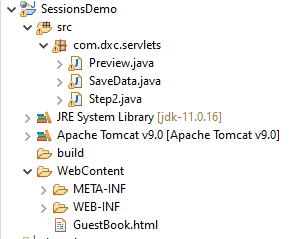 SessionsDemo
src
com.dxc.servlets
Preview.java
SaveData.java
Step2.java
JRE System Library [jdk-11.0.16]
Apache Tomcat v9.0 [Apache Tomcat v9.0]
build
WebContent
META-INF
WEB-INF
GuestBook.html